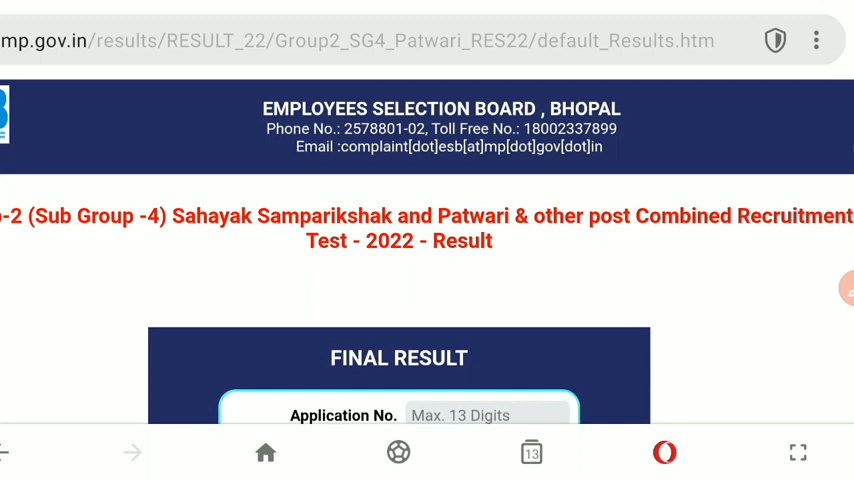 mp.gov.in/results/RESULT_22/Group2_SG4_Patwari_RES22/default_Results.htm
EMPLOYEES SELECTION BOARD , BHOPAL
Phone No.: 2578801-02, Toll Free No.: 18002337899
Email :complaint[dot]esb[at]mp[dot]gov[dot]in
-2 (Sub Group -4) Sahayak Samparikshak and Patwari & other post Combined Recruitment
Test - 2022 - Result
FINAL RESULT
Application No. Max. 13 Digits
13